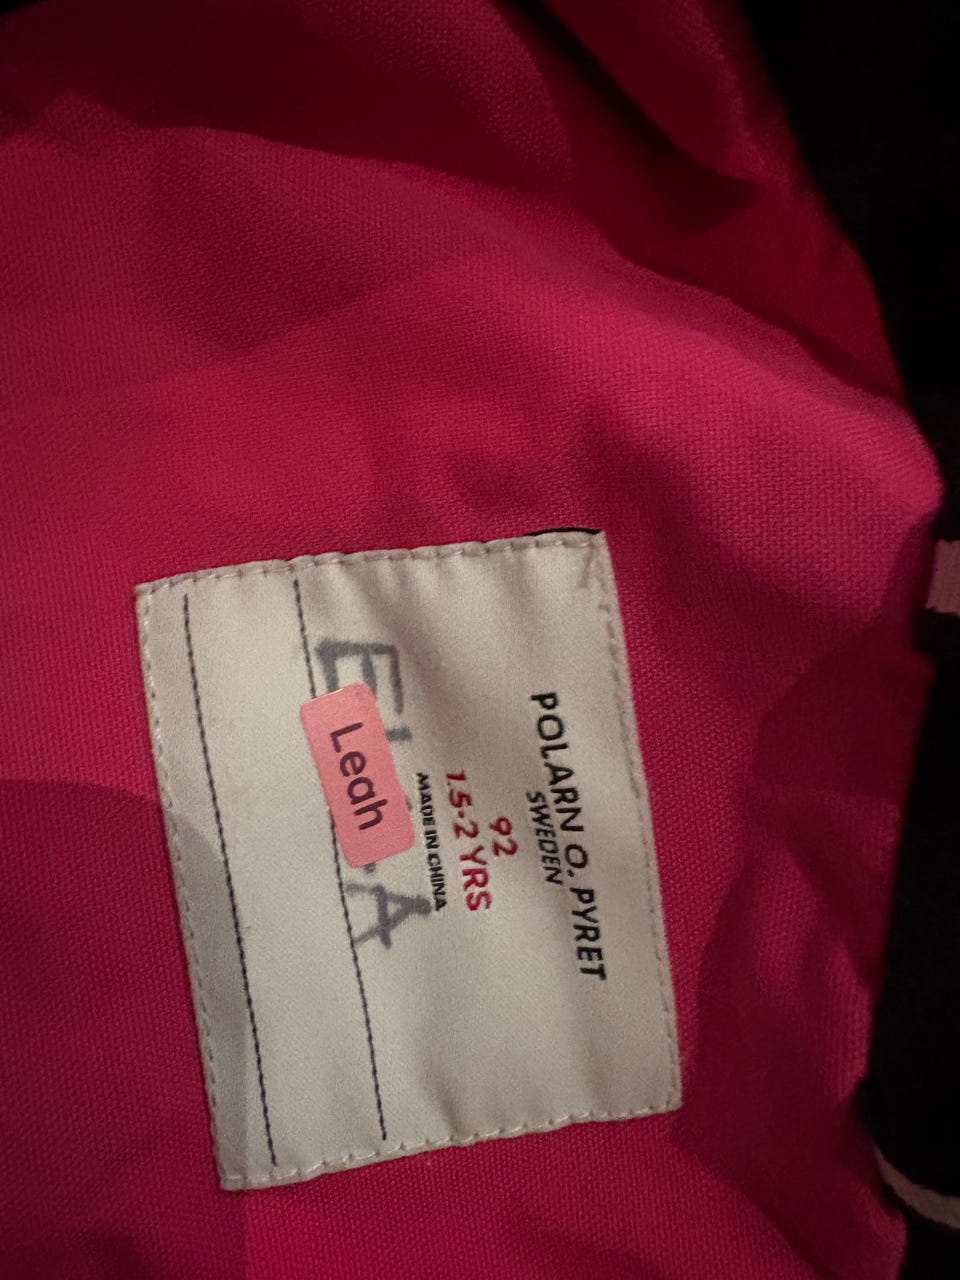 POLARN O. PYRET
SWEDEN
92
1.5-2 YRS
MADE IN CHINA
Leah